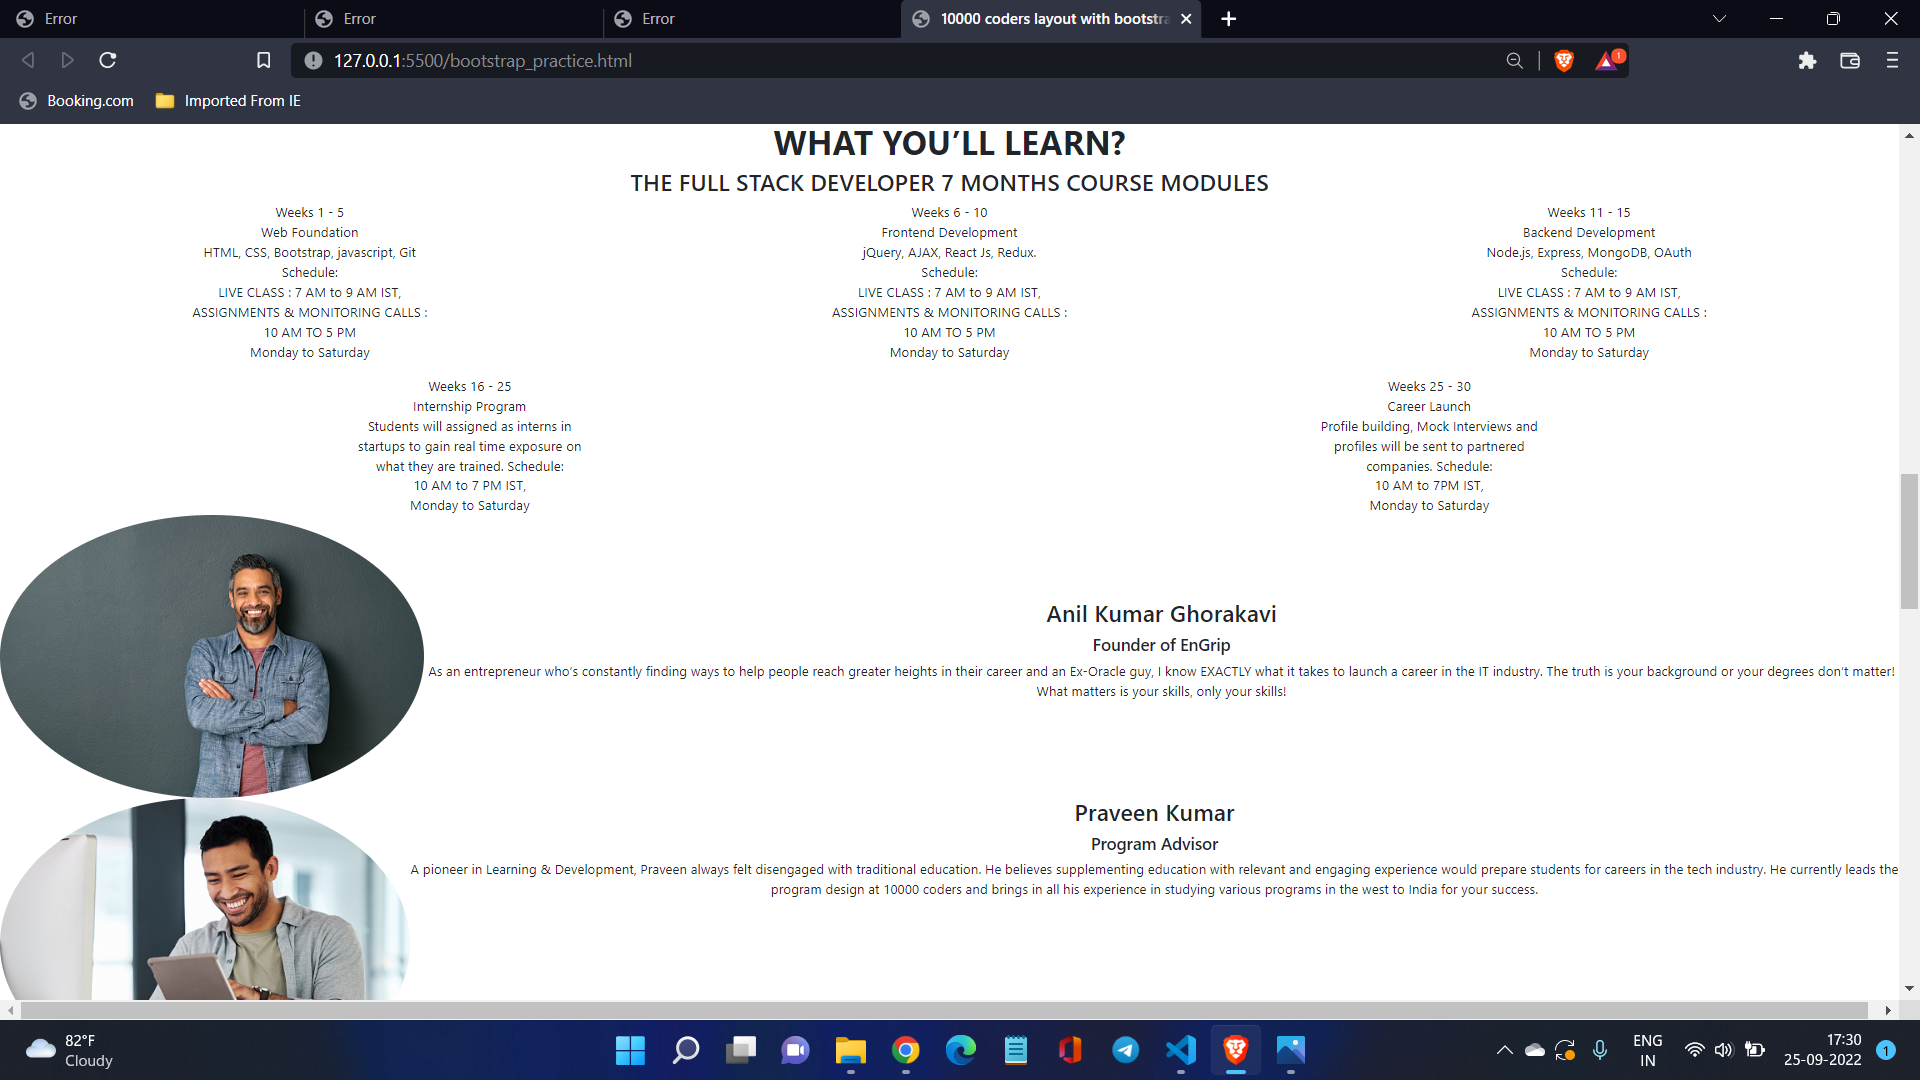 Error
Error
Error
10000 coders layout with bootstra
127.0.0.1:5500/bootstrap_practice.html
1
Booking.com
Imported From IE
WHAT YOU’LL LEARN?
THE FULL STACK DEVELOPER 7 MONTHS COURSE MODULES
Weeks 1 - 5
Web Foundation
HTML, CSS, Bootstrap, javascript, Git
Schedule:
LIVE CLASS : 7 AM to 9 AM IST,
ASSIGNMENTS & MONITORING CALLS :
10 AM TO 5 PM
Monday to Saturday
Weeks 6 - 10
Frontend Development
jQuery, AJAX, React Js, Redux.
Schedule:
LIVE CLASS : 7 AM to 9 AM IST,
ASSIGNMENTS & MONITORING CALLS :
10 AM TO 5 PM
Monday to Saturday
Weeks 11 - 15
Backend Development
Node.js, Express, MongoDB, OAuth
Schedule:
LIVE CLASS : 7 AM to 9 AM IST,
ASSIGNMENTS & MONITORING CALLS :
10 AM TO 5 PM
Monday to Saturday
Weeks 16 - 25
Internship Program
Students will assigned as interns in
startups to gain real time exposure on
what they are trained. Schedule:
10 AM to 7 PM IST,
Monday to Saturday
Weeks 25 - 30
Career Launch
Profile building, Mock Interviews and
profiles will be sent to partnered
companies. Schedule:
10 AM to 7PM IST,
Monday to Saturday
Anil Kumar Ghorakavi
Founder of EnGrip
As an entrepreneur who’s constantly finding ways to help people reach greater heights in their career and an Ex-Oracle guy, I know EXACTLY what it takes to launch a career in the IT industry. The truth is your background or your degrees don’t matter!
What matters is your skills, only your skills!
Praveen Kumar
Program Advisor
A pioneer in Learning & Development, Praveen always felt disengaged with traditional education. He believes supplementing education with relevant and engaging experience would prepare students for careers in the tech industry. He currently leads the
program design at 10000 coders and brings in all his experience in studying various programs in the west to India for your success.
82°F
Cloudy
ENG
IN
17:30
25-09-2022
1